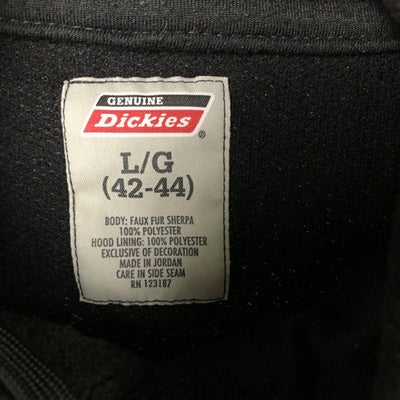 GENUINE
Dickies
®
L/G
(42-44)
BODY: FAUX FUR SHERPA
100% POLYESTER
HOOD LINING: 100% POLYESTER
EXCLUSIVE OF DECORATION
MADE IN JORDAN
CARE IN SIDE SEAM
RN 123187